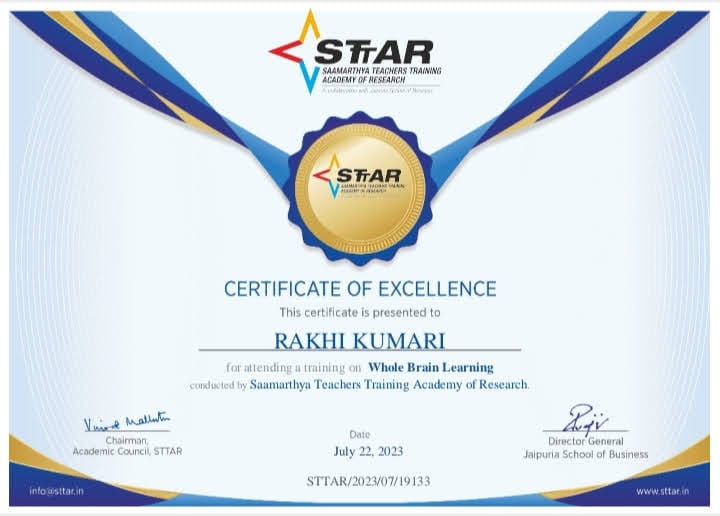 STTAR
SAAMARTHYA TEACHERS TRAINING
ACADEMY OF RESEARCH
In collaboration with Jaipuria School of Business
STTAR
SAAMARTHYA TEACHERS TRAINING
ACADEMY OF RESEARCH
CERTIFICATE OF EXCELLENCE
This certificate is presented to
RAKHI KUMARI
for attending a training on Whole Brain Learning
conducted by Saamarthya Teachers Training Academy of Research.
Chairman,
Academic Council, STTAR
Date
July 22, 2023
Director General
Jaipuria School of Business
STTAR/2023/07/19133
info@sttar.in
www.sttar.in